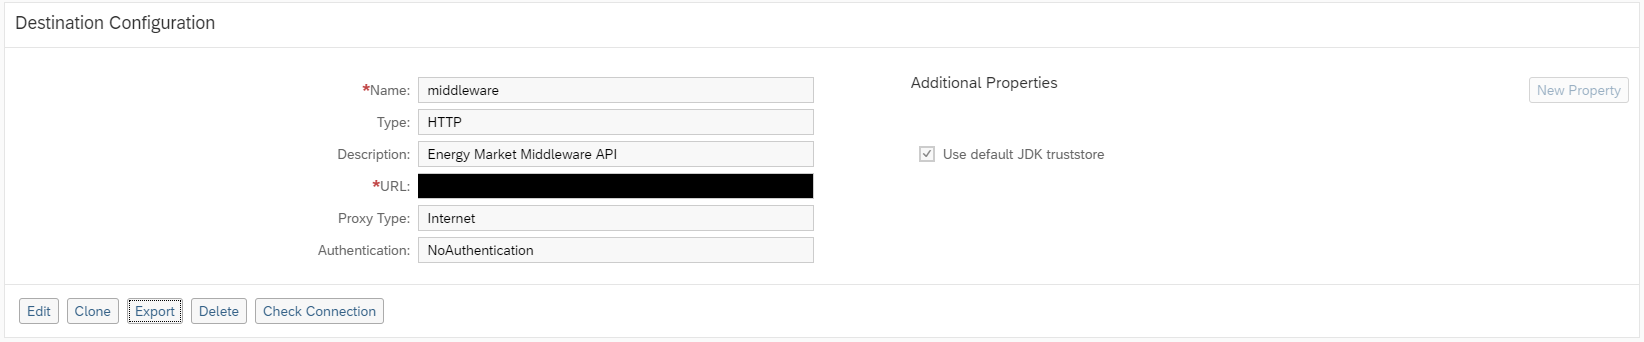 Destination Configuration
*Name: middleware
Type: HTTP
Description: Energy Market Middleware API
*URL:
Proxy Type: Internet
Authentication: NoAuthentication
Additional Properties
New Property
Use default JDK truststore
Edit Clone Export Delete Check Connection